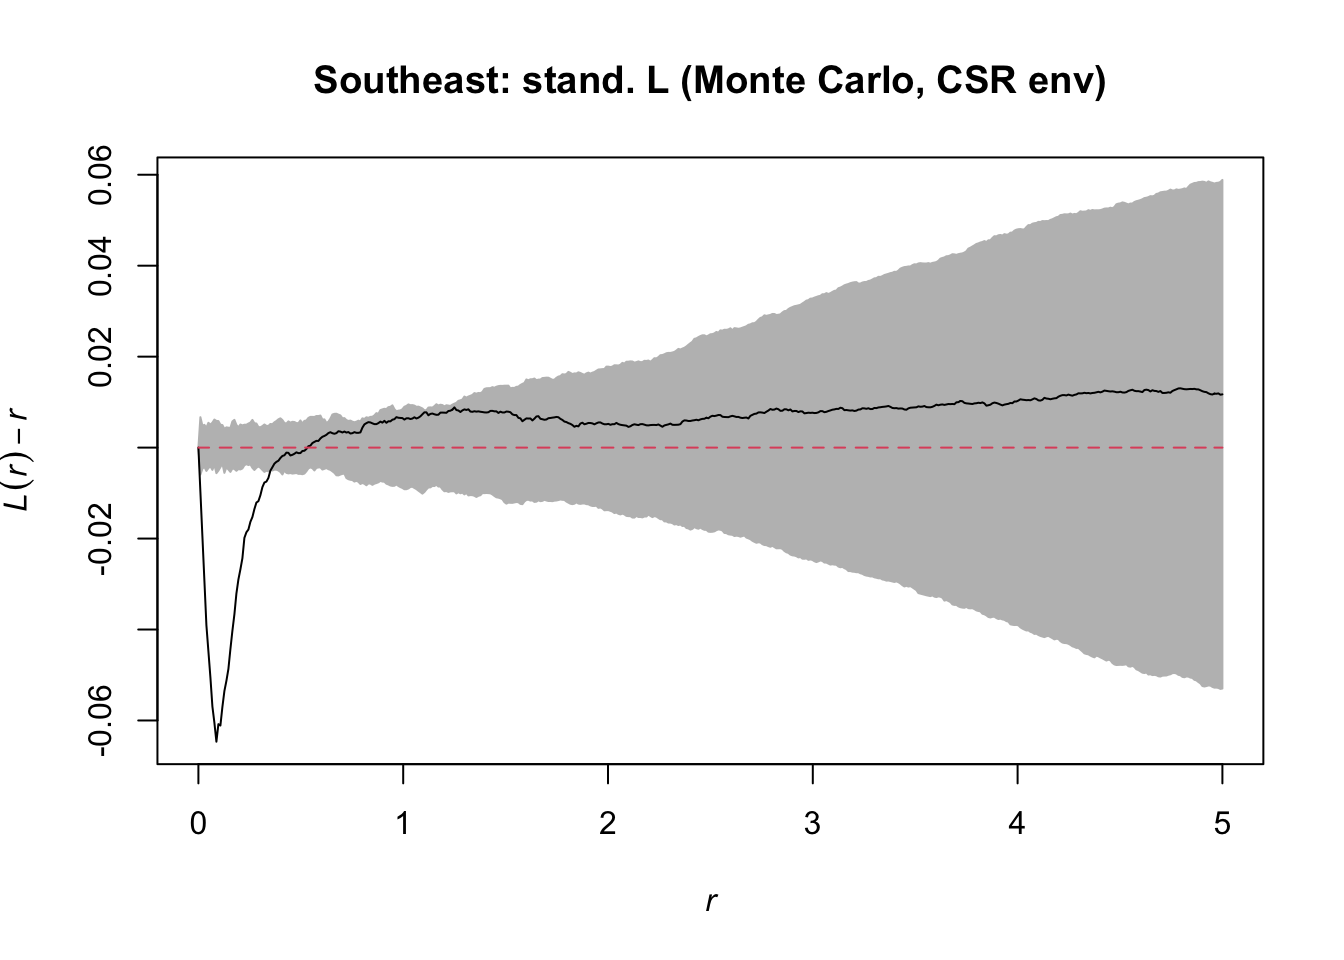 Southeast: stand. L (Monte Carlo, CSR env)
0.06
0.04
0.02
-0.02
-0.06
L(r) − r
0 1 2 3 4 5
r